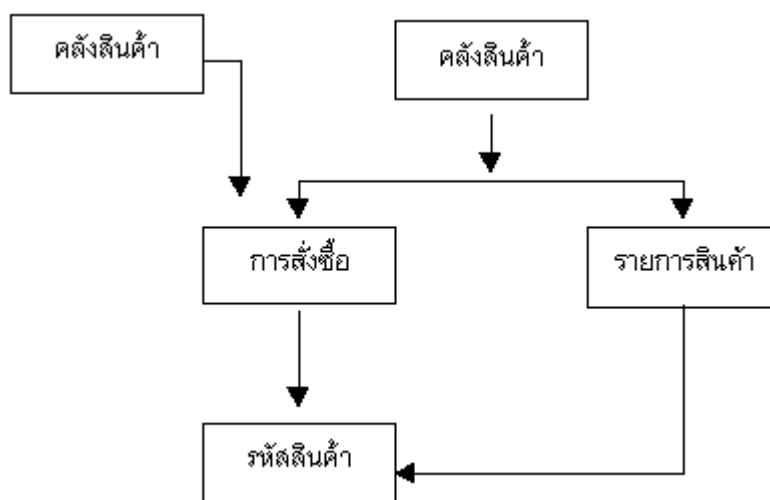 คลังสินค้า
คลังสินค้า
การสั่งซื้อ
รายการสินค้า
รหัสสินค้า